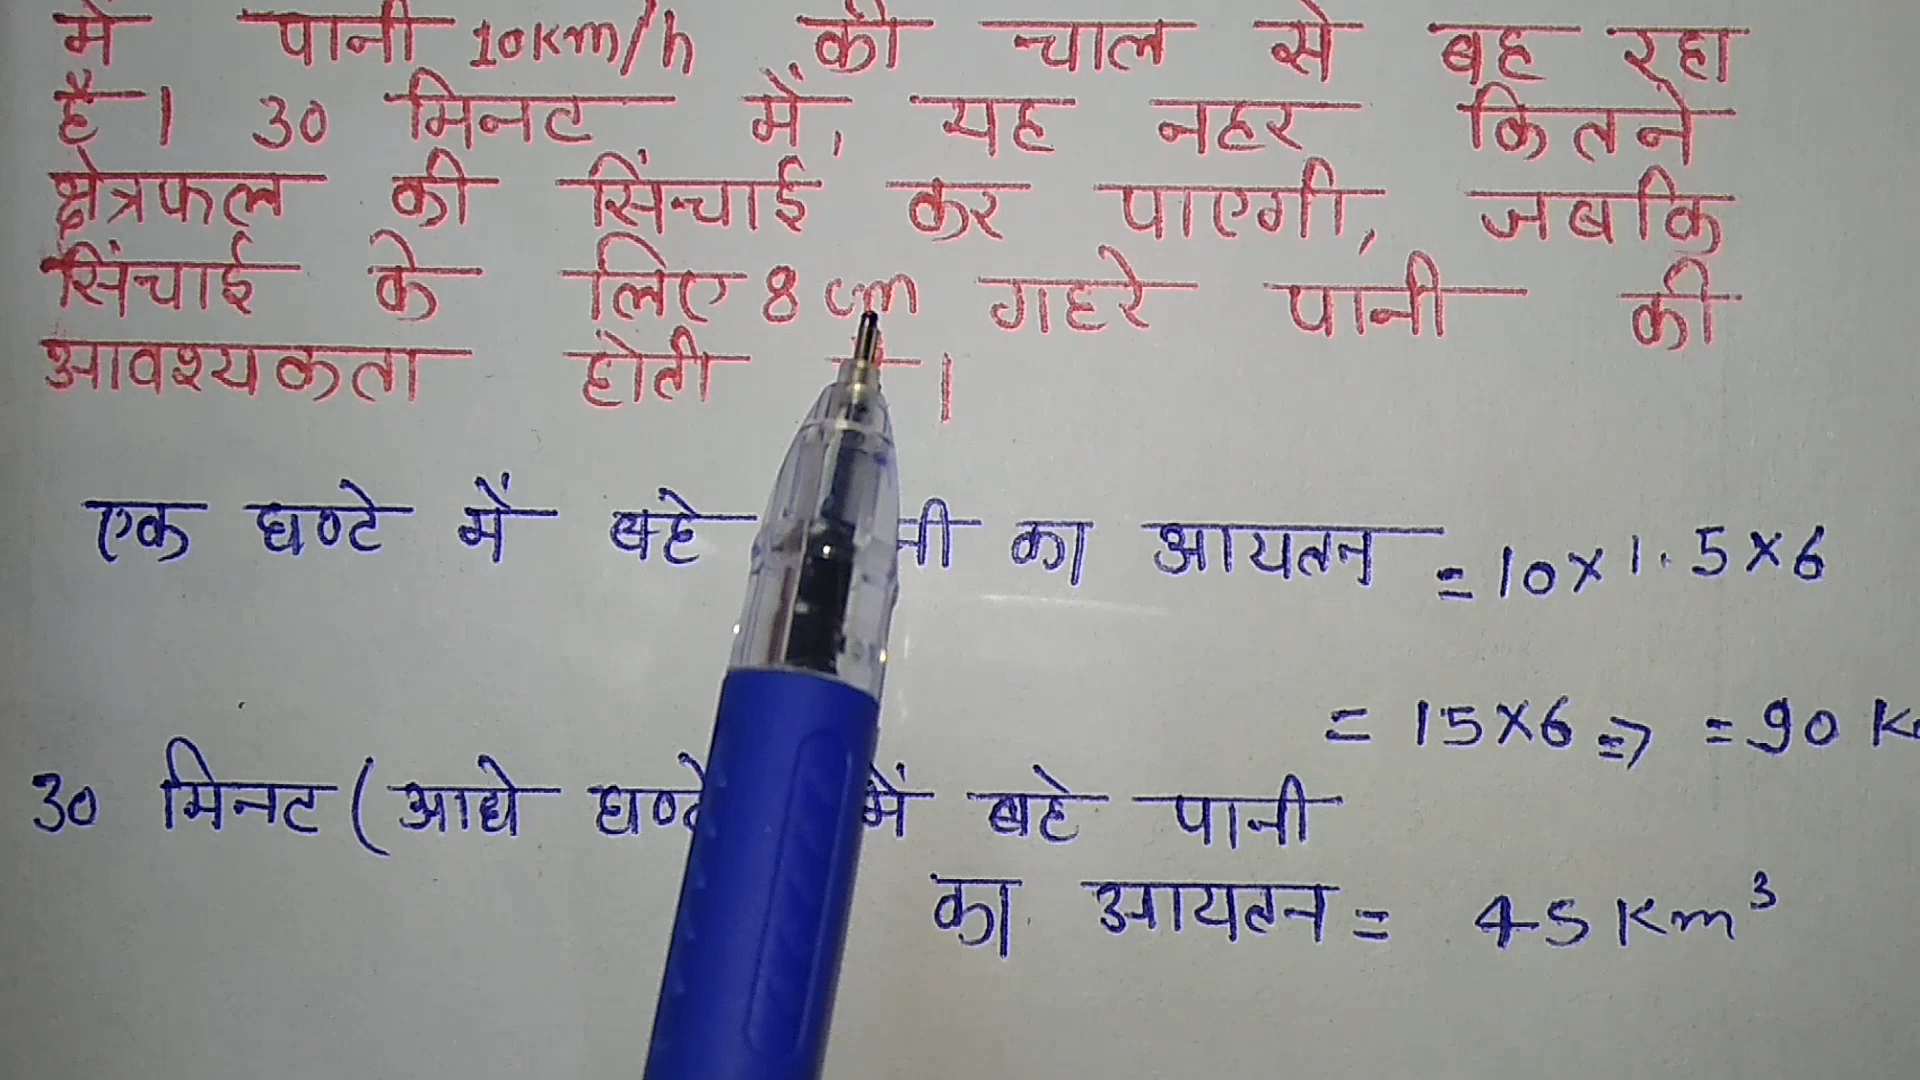 में पानी 10Km/h की चाल से बह रहा
है। 30 मिनट में, यह नहर कितने
क्षेत्रफल की सिंचाई कर पाएगी, जबकि
सिंचाई के लिए 8 cm गहरे पानी की
आवश्यकता होती ।
एक घण्टे में बहे नी का आयतन = 10 × 1.5 × 6
= 15 × 6 => = 90 K
30 मिनट ( आधे घण्टे में बहे पानी
का आयतन = 45 Km³